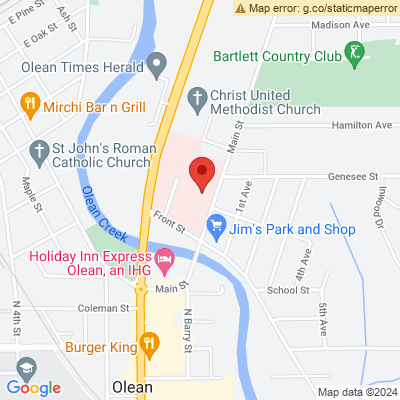 Map error: g.co/staticmaperror
E Pine St
Ash St
E Oak St
Madison Ave
Bartlett Country Club
Olean Times Herald
Mirchi Bar n Grill
Christ United
Methodist Church
Hamilton Ave
Main St
St John's Roman
Catholic Church
Genesee St
Maple St
Olean Creek
1st Ave
Inwood Dr
Front St
Jim's Park and Shop
Holiday Inn Express
Olean, an IHG
4th Ave
Main St
School St
N 4th St
Coleman St
N Barry St
5th Ave
Burger King
Olean
Google
Map data ©2024